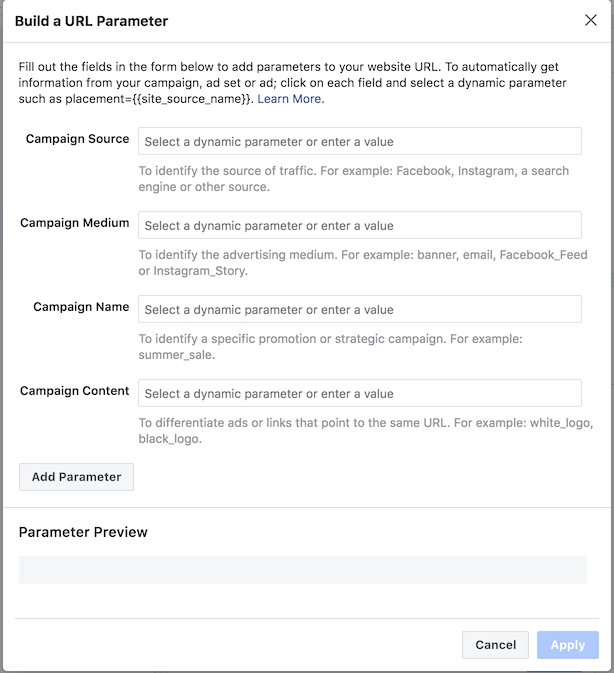 Build a URL Parameter
Fill out the fields in the form below to add parameters to your website URL. To automatically get
information from your campaign, ad set or ad; click on each field and select a dynamic parameter
such as placement={{site_source_name}}. Learn More.
Campaign Source
Select a dynamic parameter or enter a value
To identify the source of traffic. For example: Facebook, Instagram, a search
engine or other source.
Campaign Medium
Select a dynamic parameter or enter a value
To identify the advertising medium. For example: banner, email, Facebook_Feed
or Instagram_Story.
Campaign Name
Select a dynamic parameter or enter a value
To identify a specific promotion or strategic campaign. For example:
summer_sale.
Campaign Content
Select a dynamic parameter or enter a value
To differentiate ads or links that point to the same URL. For example: white_logo,
black_logo.
Add Parameter
Parameter Preview
Cancel
Apply